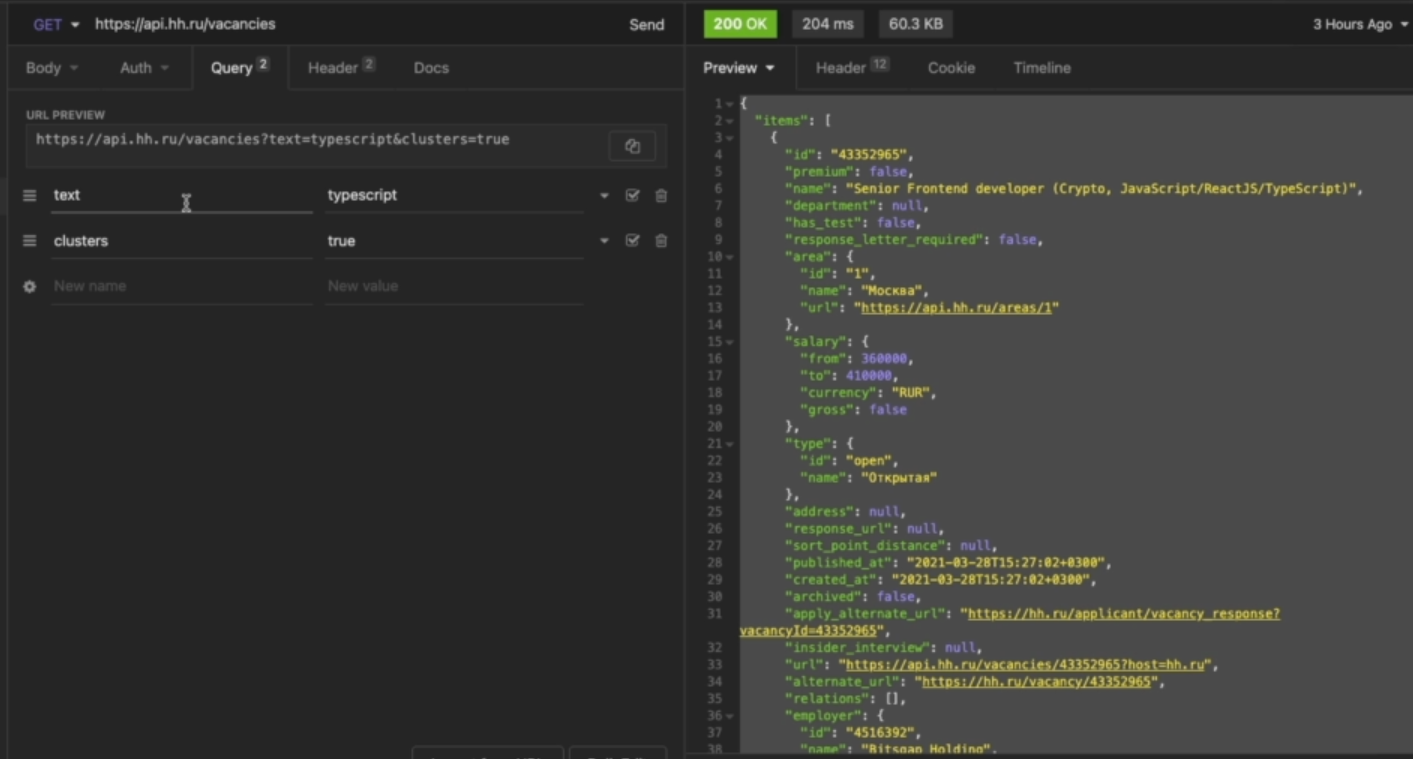 GET https://api.hh.ru/vacancies Send
Body Auth Query 2 Header 2 Docs
URL PREVIEW
https://api.hh.ru/vacancies?text=typescript&clusters=true
text typescript
clusters true
New name New value
200 OK 204 ms 60.3 KB 3 Hours Ago
Preview Header 12 Cookie Timeline
1 {
2 "items": [
3 {
4 "id": "43352965",
5 "premium": false,
6 "name": "Senior Frontend developer (Crypto, JavaScript/ReactJS/TypeScript)",
7 "department": null,
8 "has_test": false,
9 "response_letter_required": false,
10 "area": {
11 "id": "1",
12 "name": "Москва",
13 "url": "https://api.hh.ru/areas/1"
14 },
15 "salary": {
16 "from": 360000,
17 "to": 410000,
18 "currency": "RUR",
19 "gross": false
20 },
21 "type": {
22 "id": "open",
23 "name": "Открытая"
24 },
25 "address": null,
26 "response_url": null,
27 "sort_point_distance": null,
28 "published_at": "2021-03-28T15:27:02+0300",
29 "created_at": "2021-03-28T15:27:02+0300",
30 "archived": false,
31 "apply_alternate_url": "https://hh.ru/applicant/vacancy_response?
vacancyId=43352965",
32 "insider_interview": null,
33 "url": "https://api.hh.ru/vacancies/43352965?host=hh.ru",
34 "alternate_url": "https://hh.ru/vacancy/43352965",
35 "relations": [],
36 "employer": {
37 "id": "4516392",
38 "name": "Bitsgap Holding",